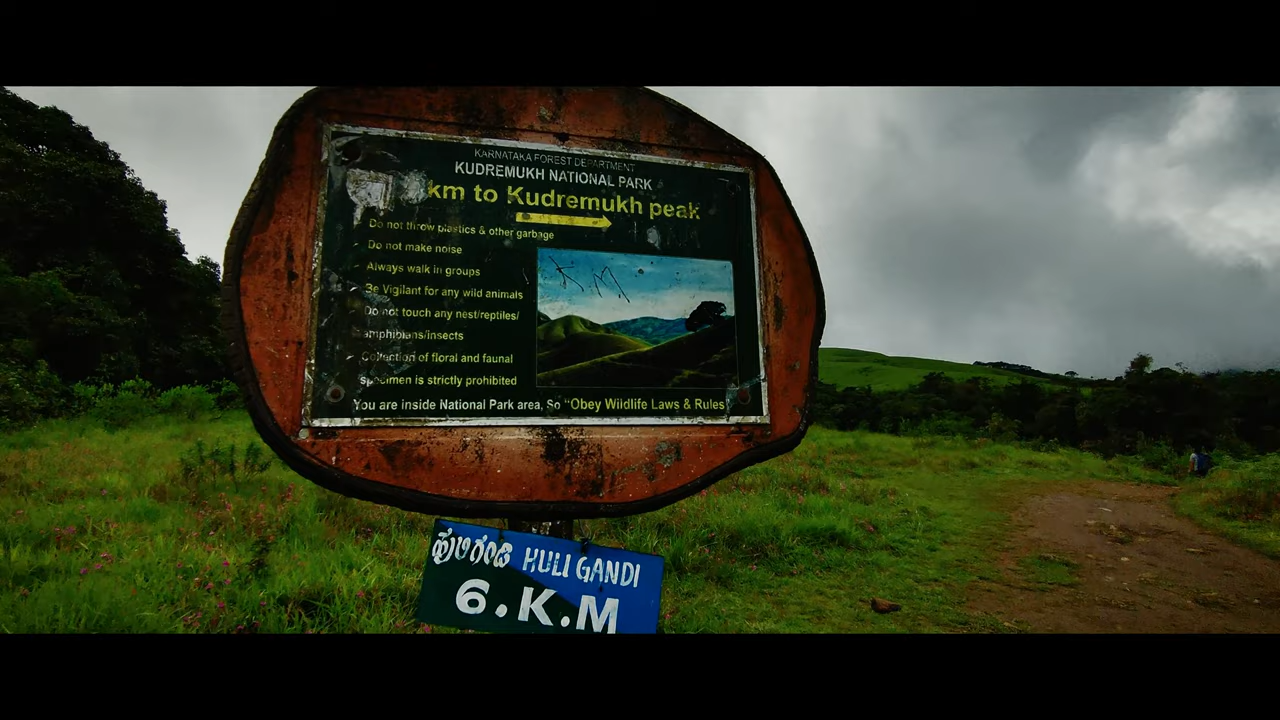 KARNATAKA FOREST DEPARTMENT
KUDREMUKH NATIONAL PARK
km to Kudremukh peak
Do not throw plastics & other garbage
Do not make noise
Always walk in groups
Be Vigilant for any wild animals
Do not touch any nest/reptiles/
amphibians/insects
Collection of floral and faunal
specimen is strictly prohibited
You are inside National Park area, So "Obey Wildlife Laws & Rules
KM
ಹುಲಿಗಂಡಿ HULI GANDI
6.K.M